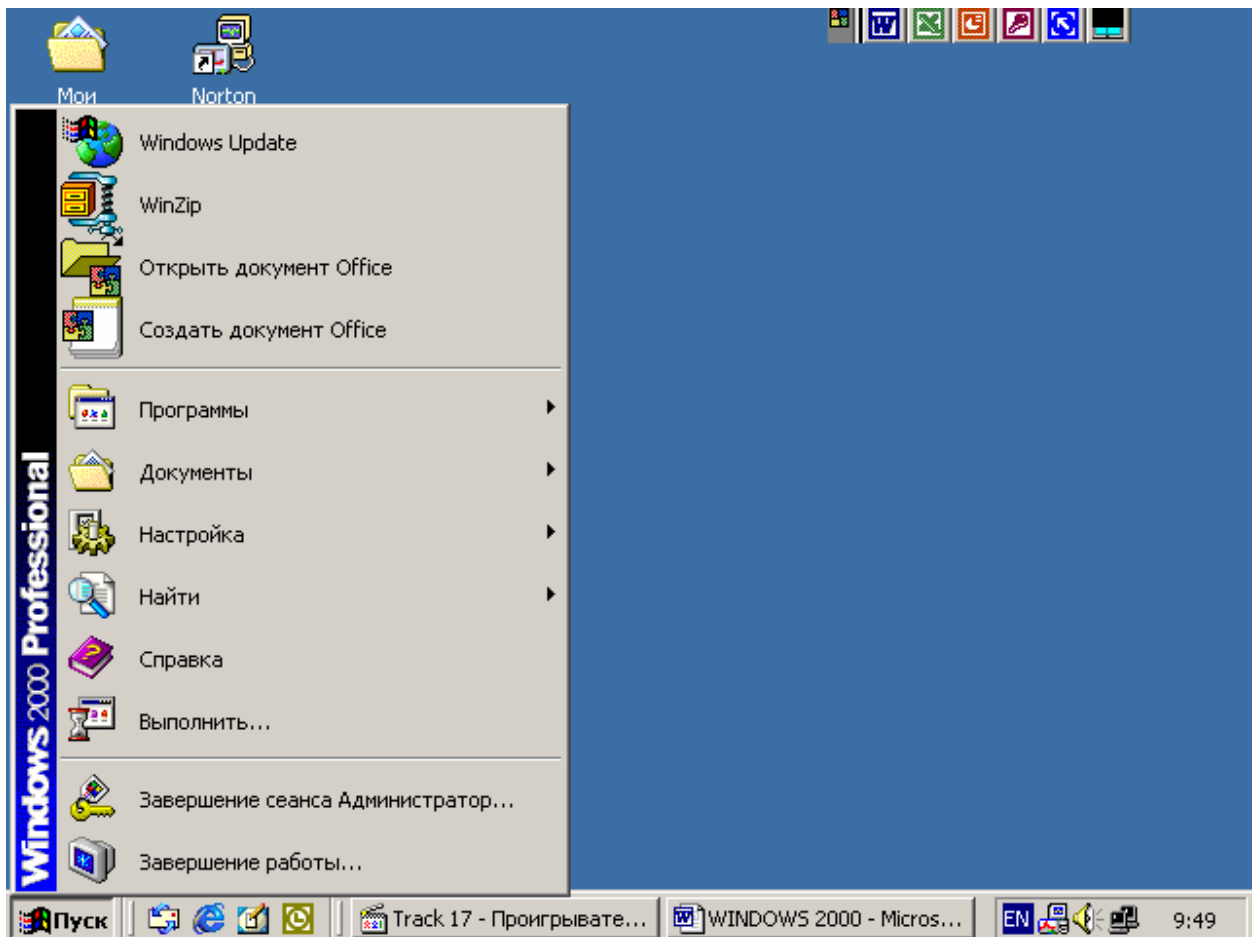 Мои
Norton
Windows Update
WinZip
Открыть документ Office
Создать документ Office
Программы
Документы
Настройка
Найти
Справка
Выполнить...
Завершение сеанса Администратор...
Завершение работы...
Windows 2000 Professional
Пуск
Track 17 - Проигрывате...
WINDOWS 2000 - Micros...
EN
9:49